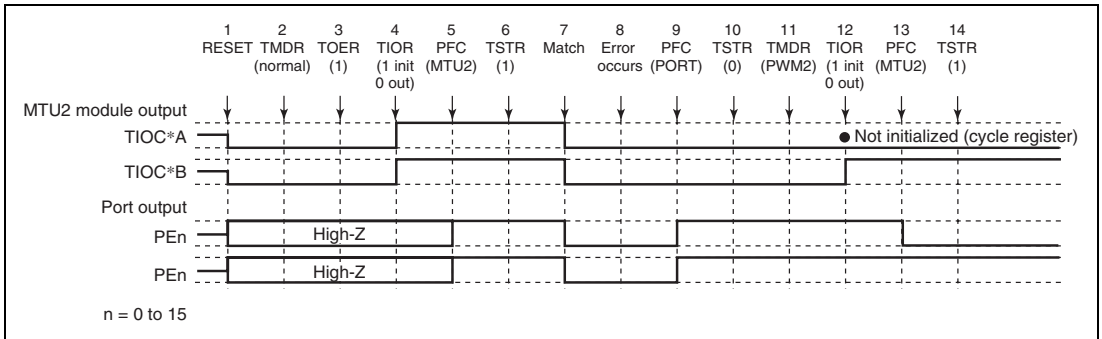 1 2 3 4 5 6 7 8 9 10 11 12 13 14
RESET TMDR TOER TIOR PFC TSTR Match Error PFC TSTR TMDR TIOR PFC TSTR
(normal) (1) (1 init (MTU2) (1) occurs (PORT) (0) (PWM2) (1 init (MTU2) (1)
0 out) 0 out)
MTU2 module output
TIOC*A
● Not initialized (cycle register)
TIOC*B
Port output
PEn
High-Z
PEn
High-Z
n = 0 to 15